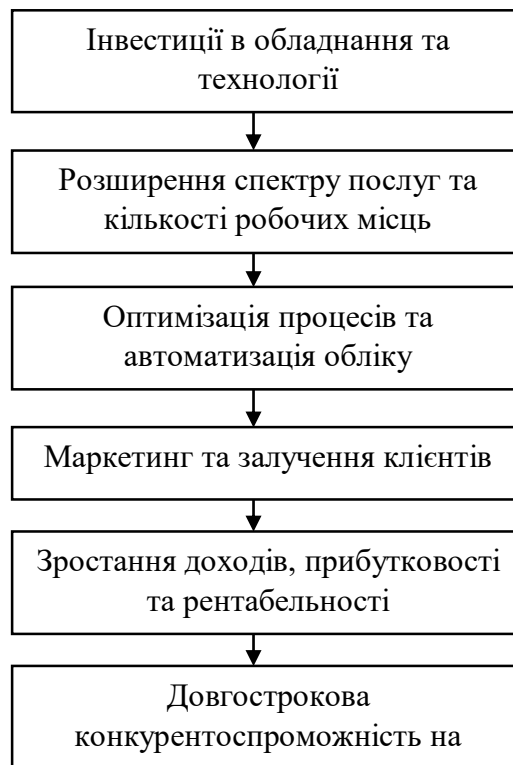 Інвестиції в обладнання та
технології
Розширення спектру послуг та
кількості робочих місць
Оптимізація процесів та
автоматизація обліку
Маркетинг та залучення клієнтів
Зростання доходів, прибутковості
та рентабельності
Довгострокова
конкурентоспроможність на